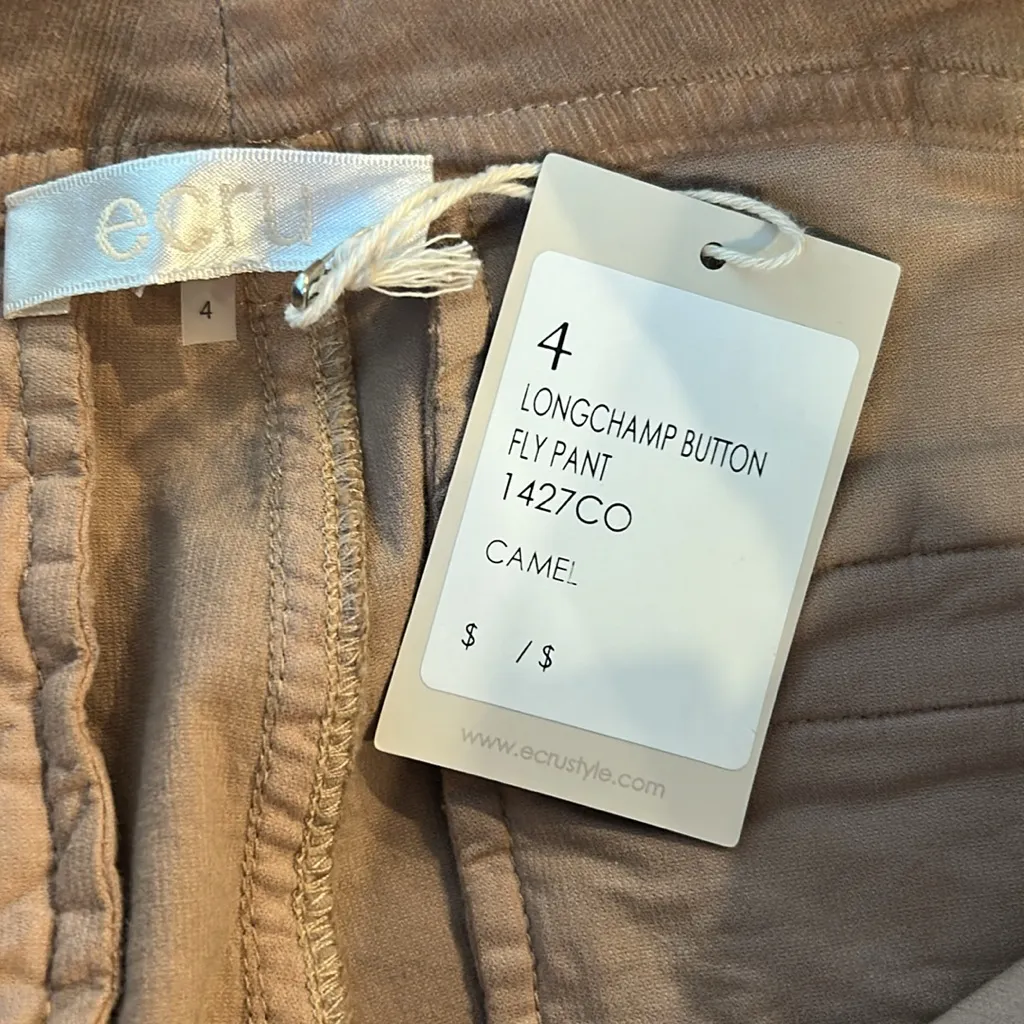 ecru
4
4
LONGCHAMP BUTTON
FLY PANT
1427CO
CAMEL
$ / $
www.ecrustyle.com